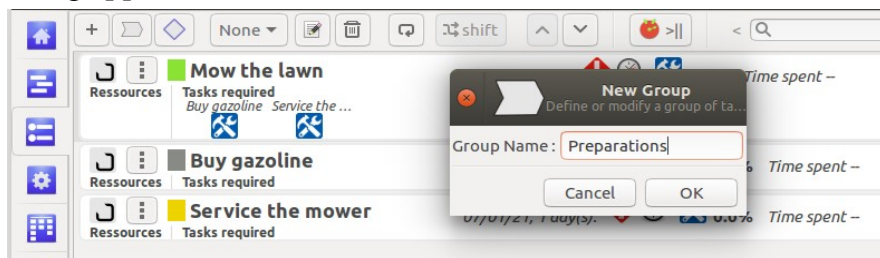 None
shift
>||
<
Mow the lawn
Time spent --
Ressources
Tasks required
Buy gazoline Service the ...
New Group
Define or modify a group of ta...
Group Name : Preparations
Cancel
OK
Buy gazoline
% Time spent --
Ressources
Tasks required
Service the mower
07/01/21, 1 day(s).
0.0% Time spent --
Ressources
Tasks required